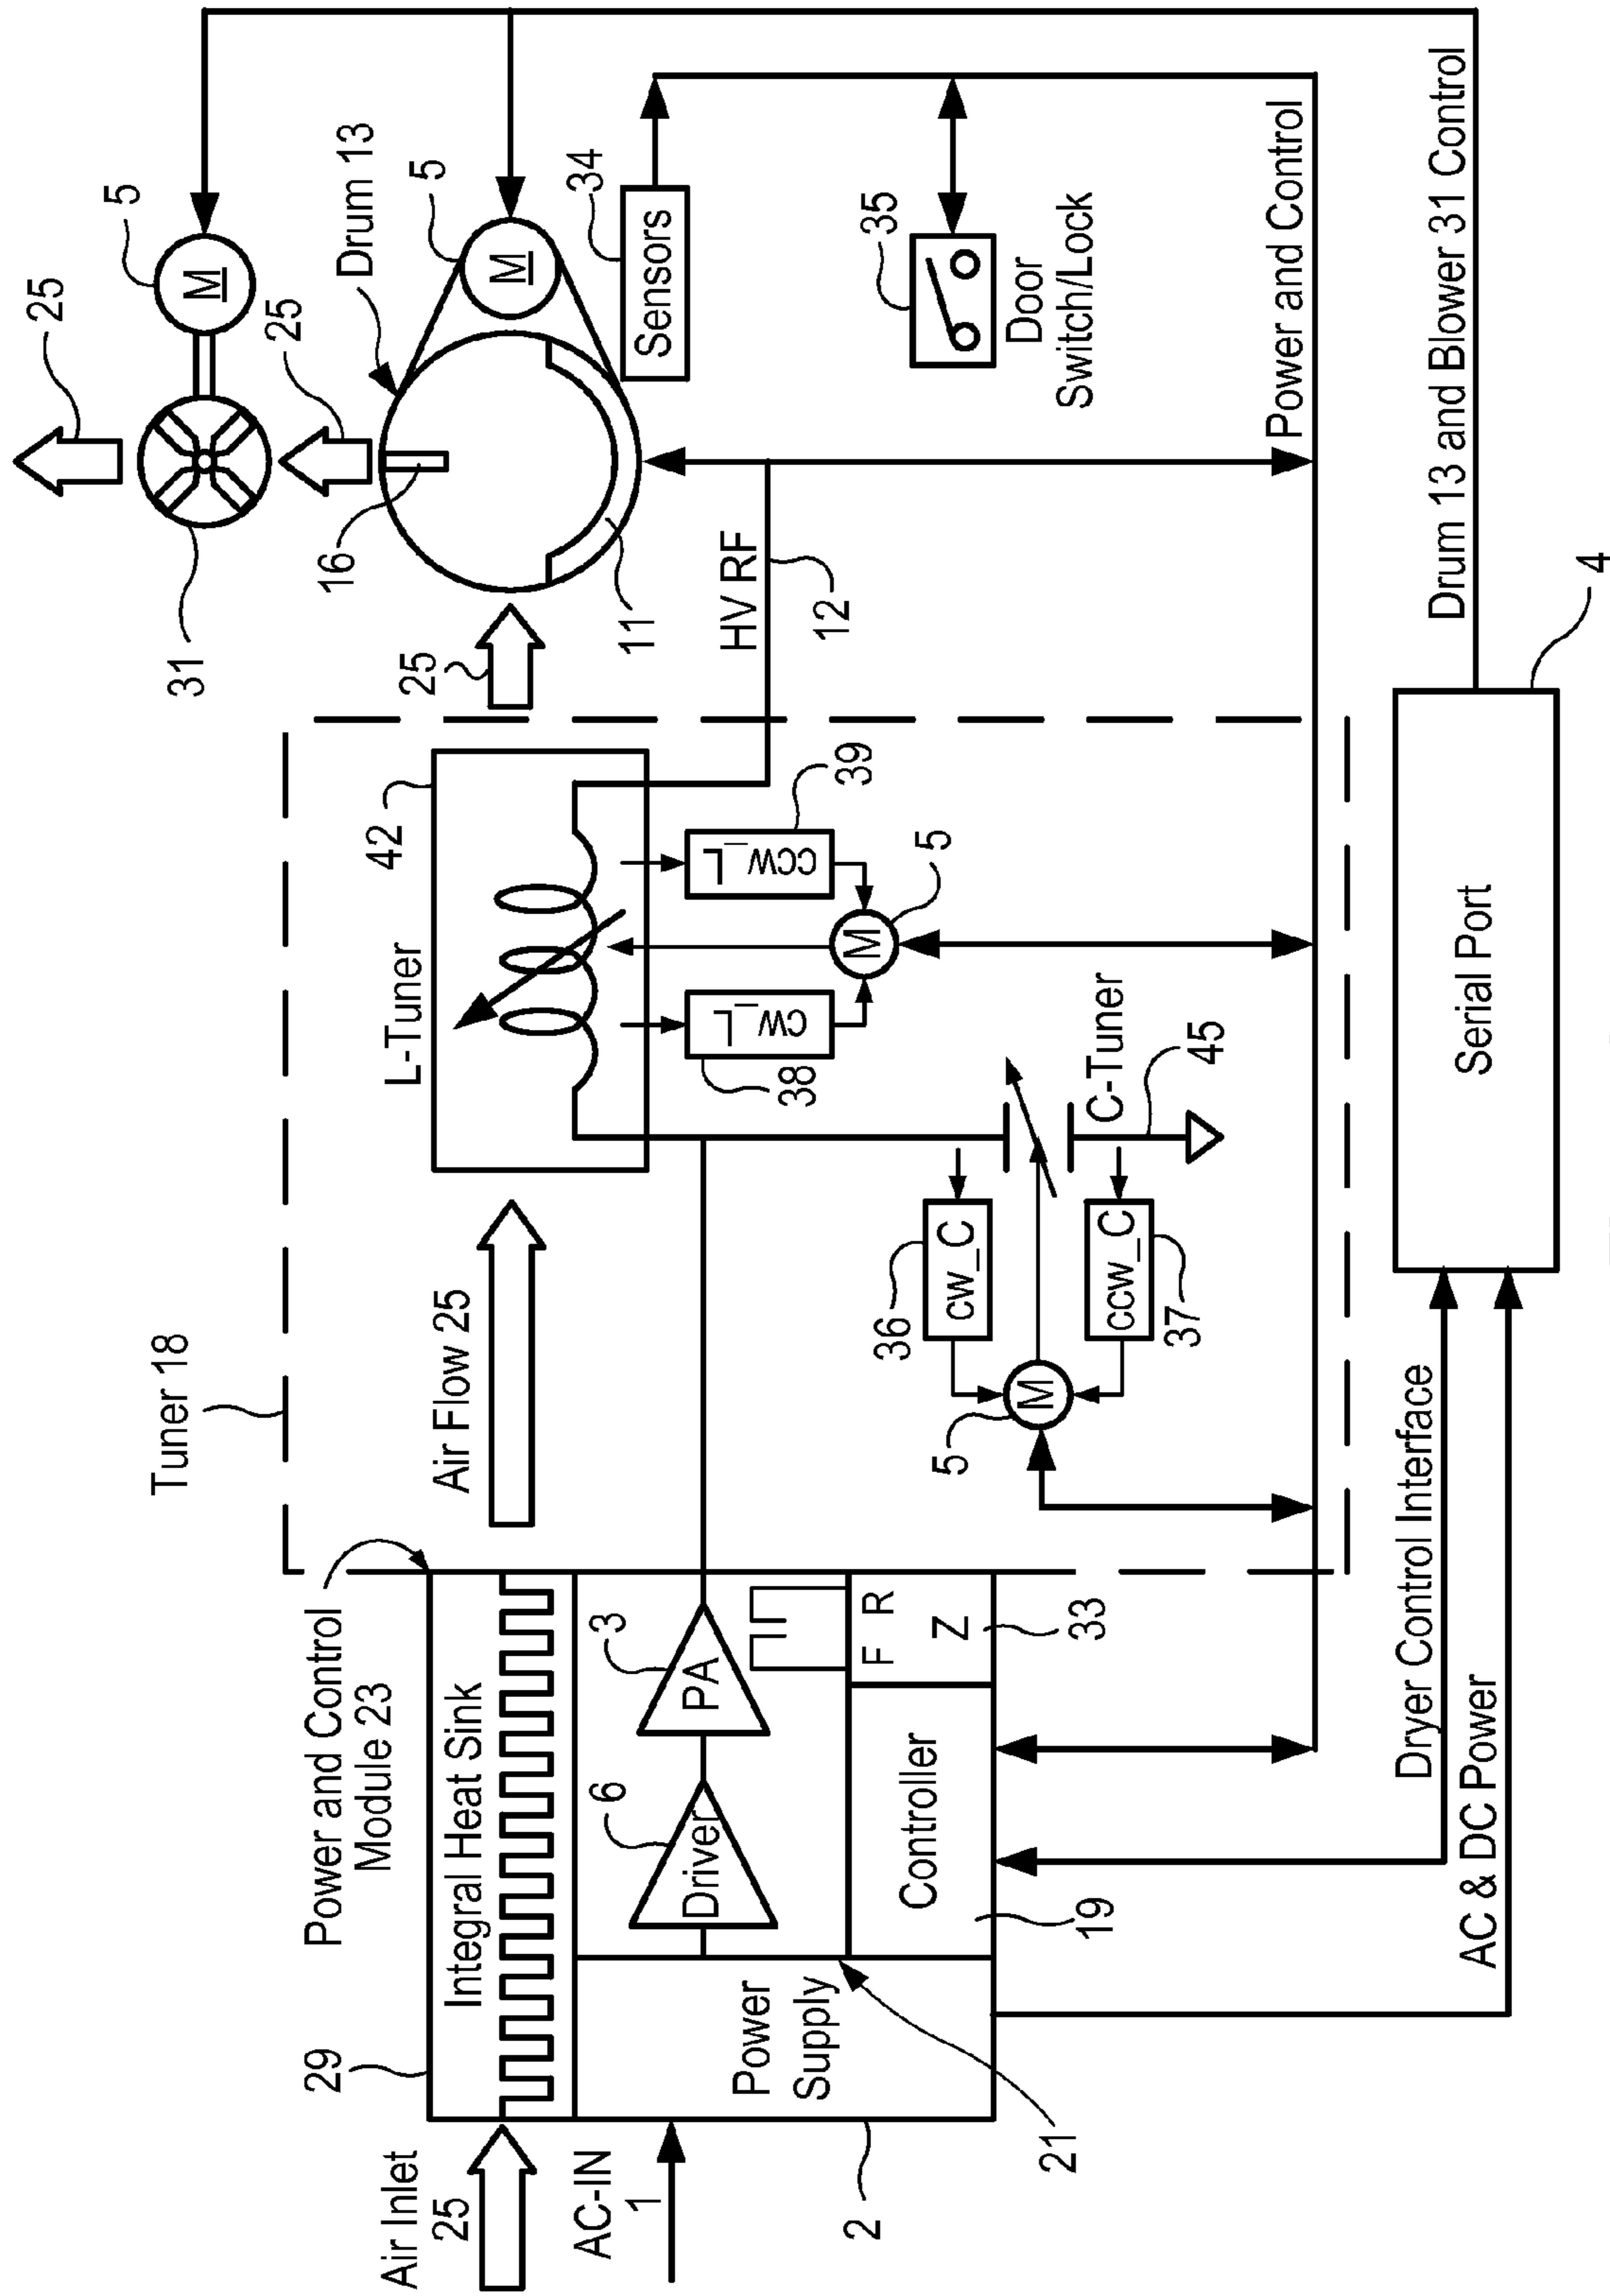 Tuner 18
Power and Control
Module 23
29
Air Inlet
25
Integral Heat Sink
Air Flow 25
L-Tuner
42
25
16
31
25
25
5
M
Drum 13
5
M
11
AC-IN
1
Driver
6
PA
3
Power
Supply
2
21
F R
Z
33
Controller
19
CW_L
38
CCW_L
39
M
5
HV RF
12
Sensors
34
35
Door
Switch/Lock
cw_C
36
ccw_C
37
M
5
C-Tuner
45
Power and Control
Dryer Control Interface
AC & DC Power
Serial Port
4
Drum 13 and Blower 31 Control